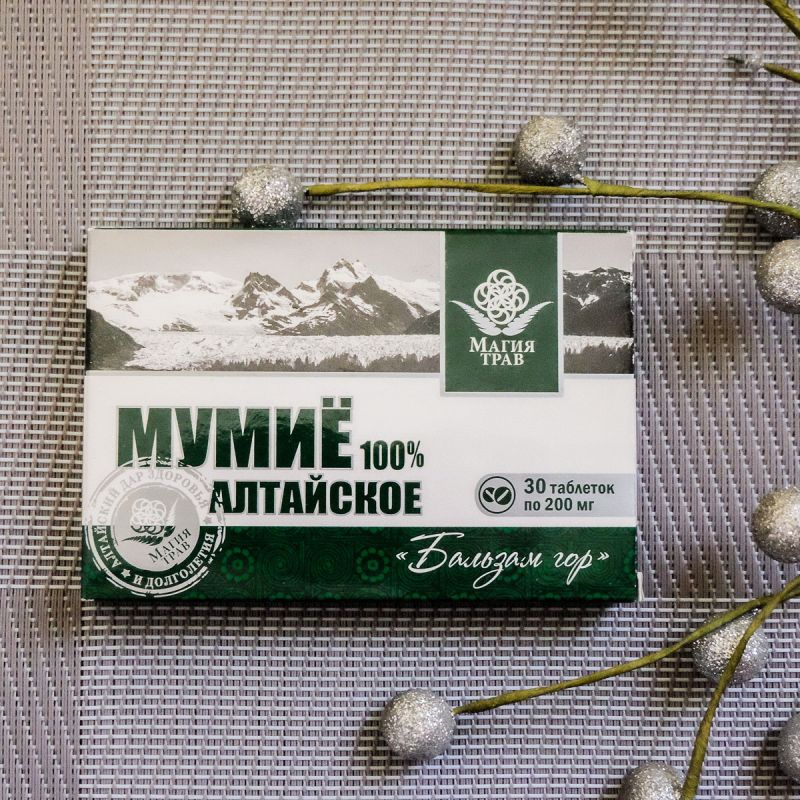 МАГИЯ
ТРАВ
МУМИЁ 100%
АЛТАЙСКОЕ
30 таблеток
по 200 мг
«Бальзам гор»
АЛТАЙСКИЙ ДАР ЗДОРОВЬЯ
И ДОЛГОЛЕТИЯ
МАГИЯ
ТРАВ